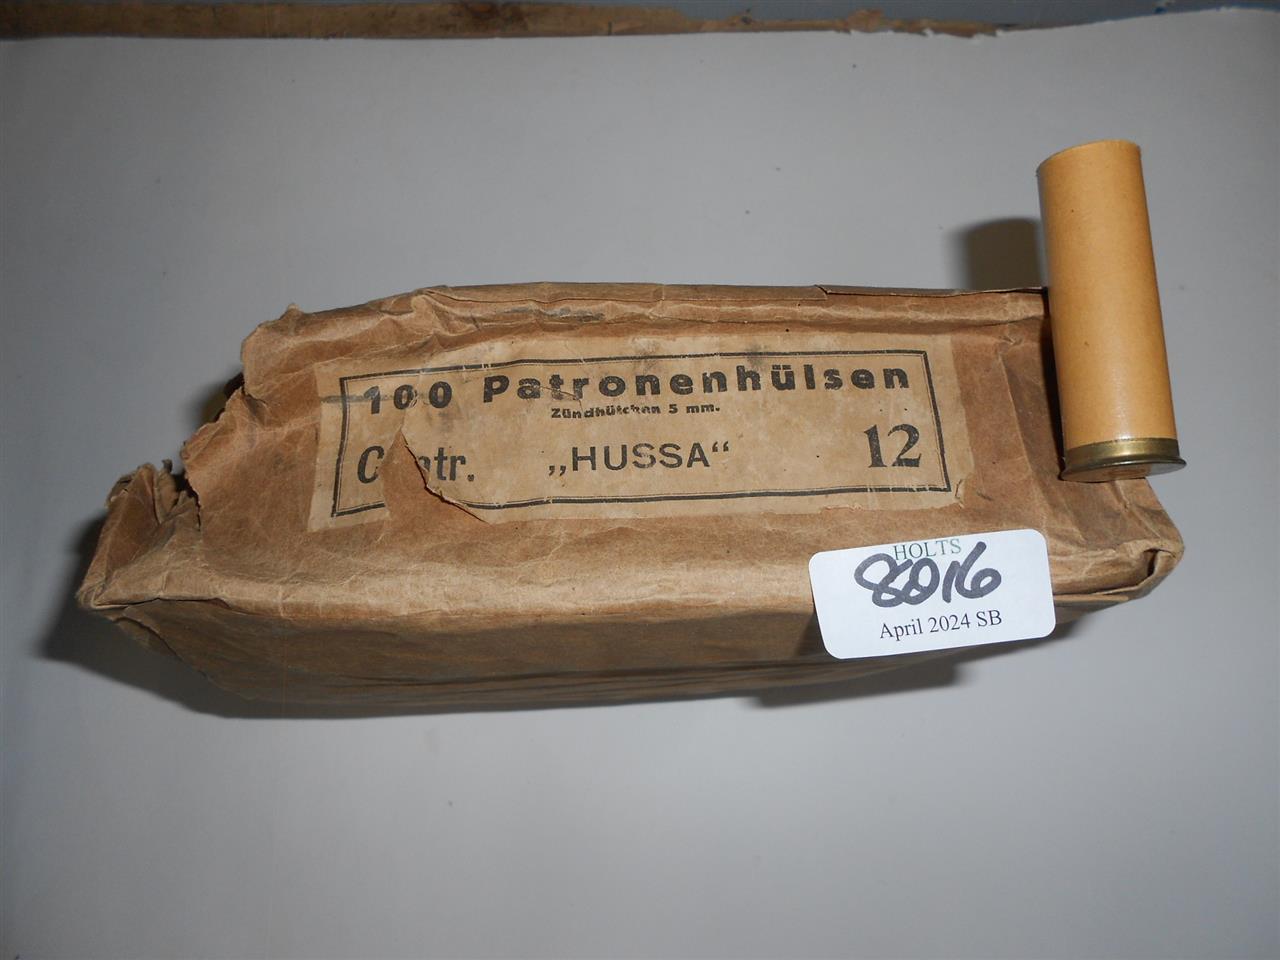 100 Patronenhülsen
Zündhütchen 5 mm.
„HUSSA“ 12
HOLTS
8016
April 2024 SB